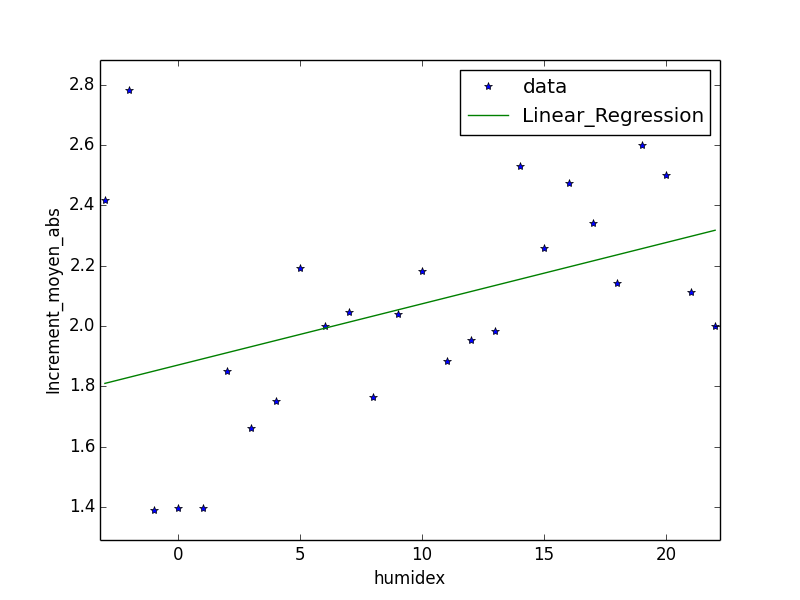 data
Linear_Regression
2.8
2.6
2.4
2.2
2.0
1.8
1.6
1.4
Increment_moyen_abs
0 5 10 15 20
humidex